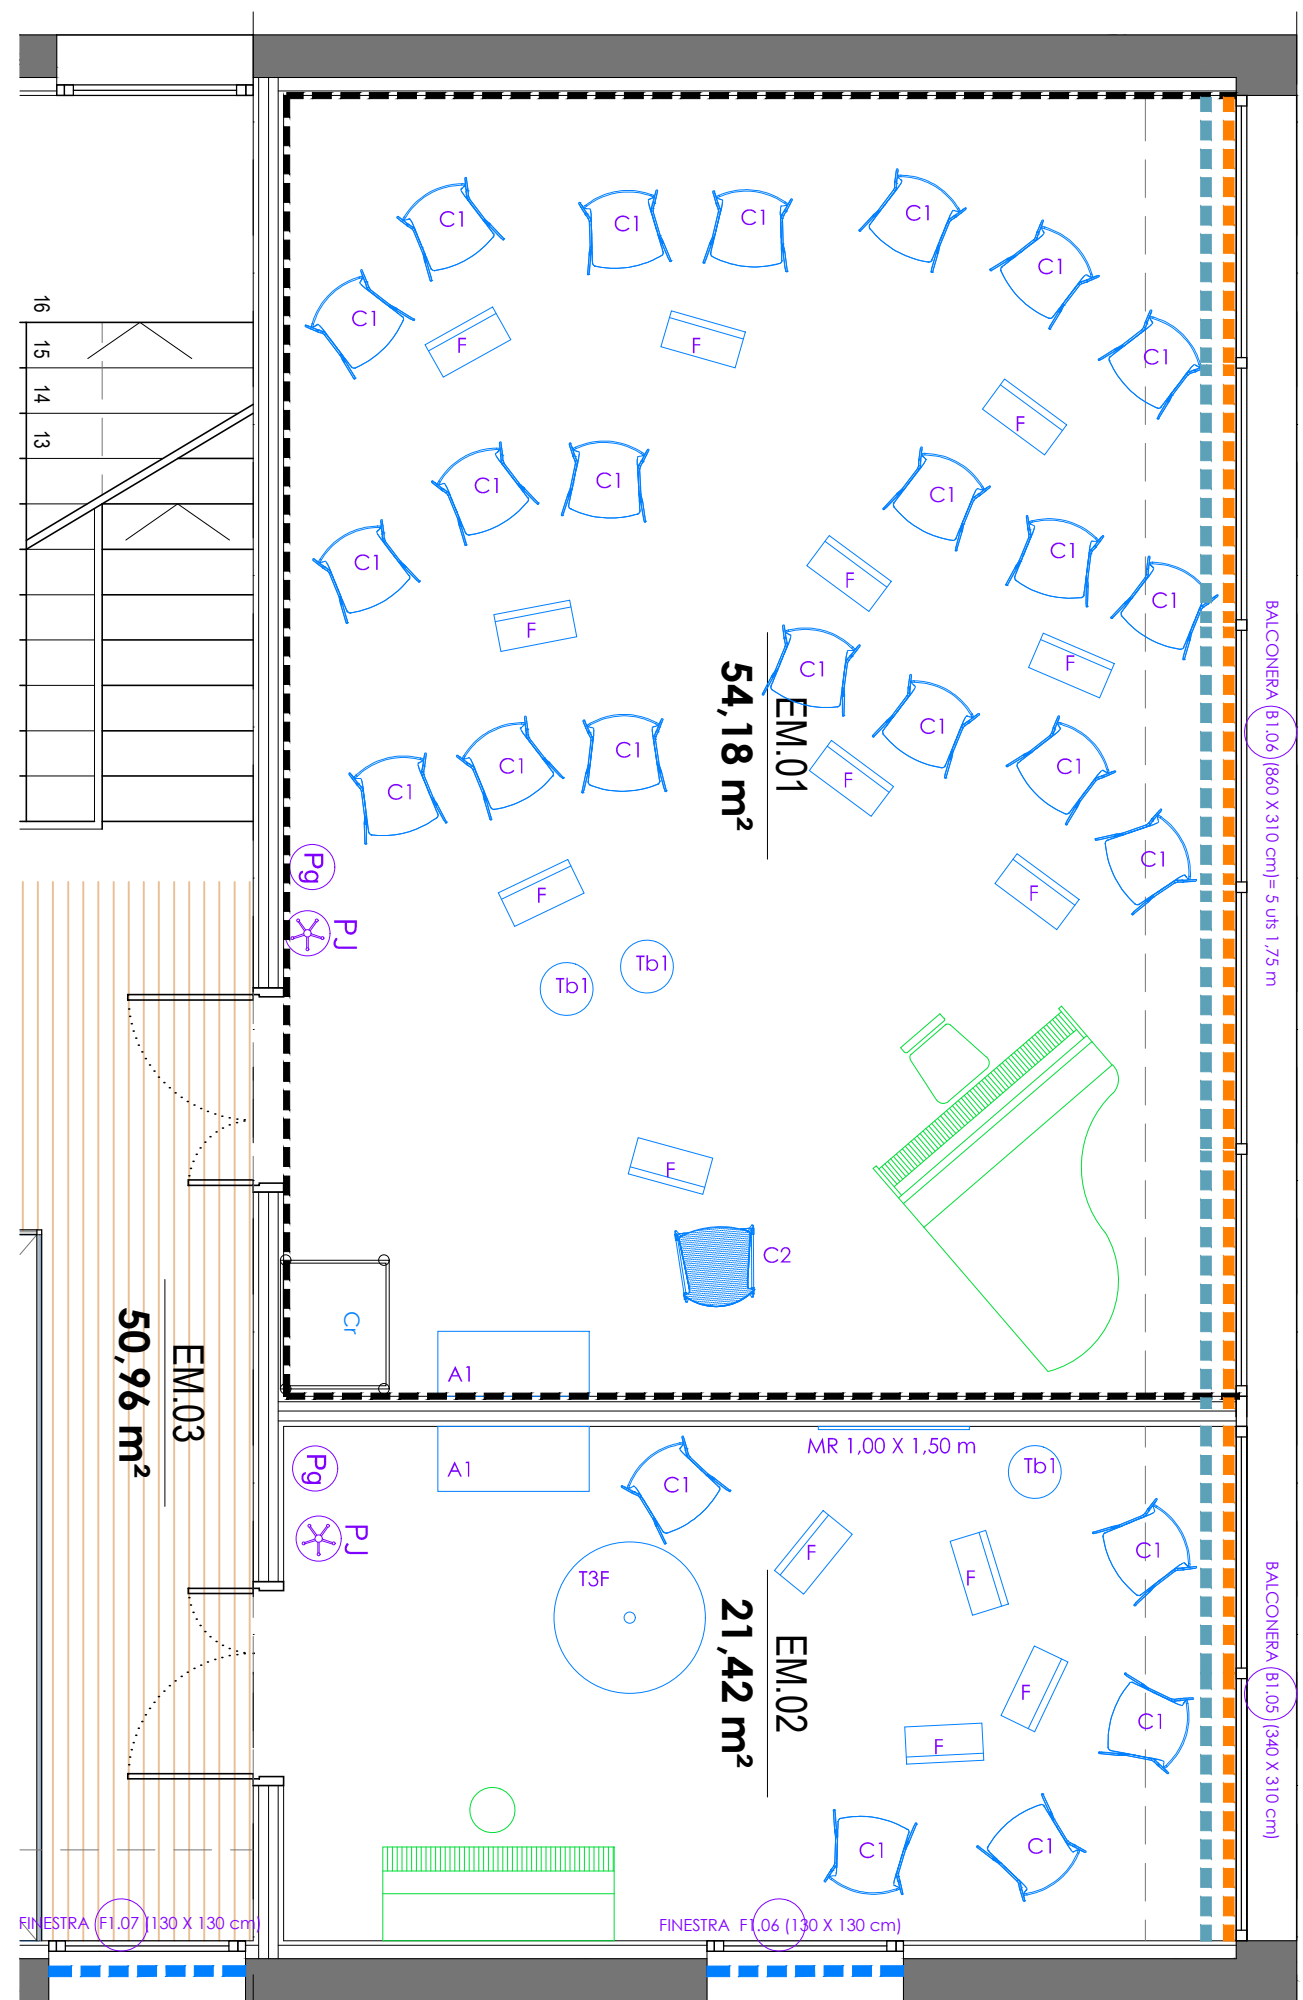 C1
C1
C1
C1
C1
C1
C1
F
F
F
16
15
14
13
C1
C1
C1
C1
C1
C1
F
F
F
EM.01
54,18 m²
BALCONERA B1.06 (860 X 310 cm)= 5 uts 1,75 m
C1
C1
C1
C1
C1
C1
C1
F
F
F
Pg
PJ
Tb1
Tb1
F
C2
Cr
A1
EM.03
50,96 m²
A1
Pg
PJ
C1
MR 1,00 X 1,50 m
Tb1
T3F
F
F
C1
EM.02
21,42 m²
BALCONERA B1.05 (340 X 310 cm)
F
F
C1
C1
C1
FINESTRA F1.07 (130 X 130 cm)
FINESTRA F1.06 (130 X 130 cm)